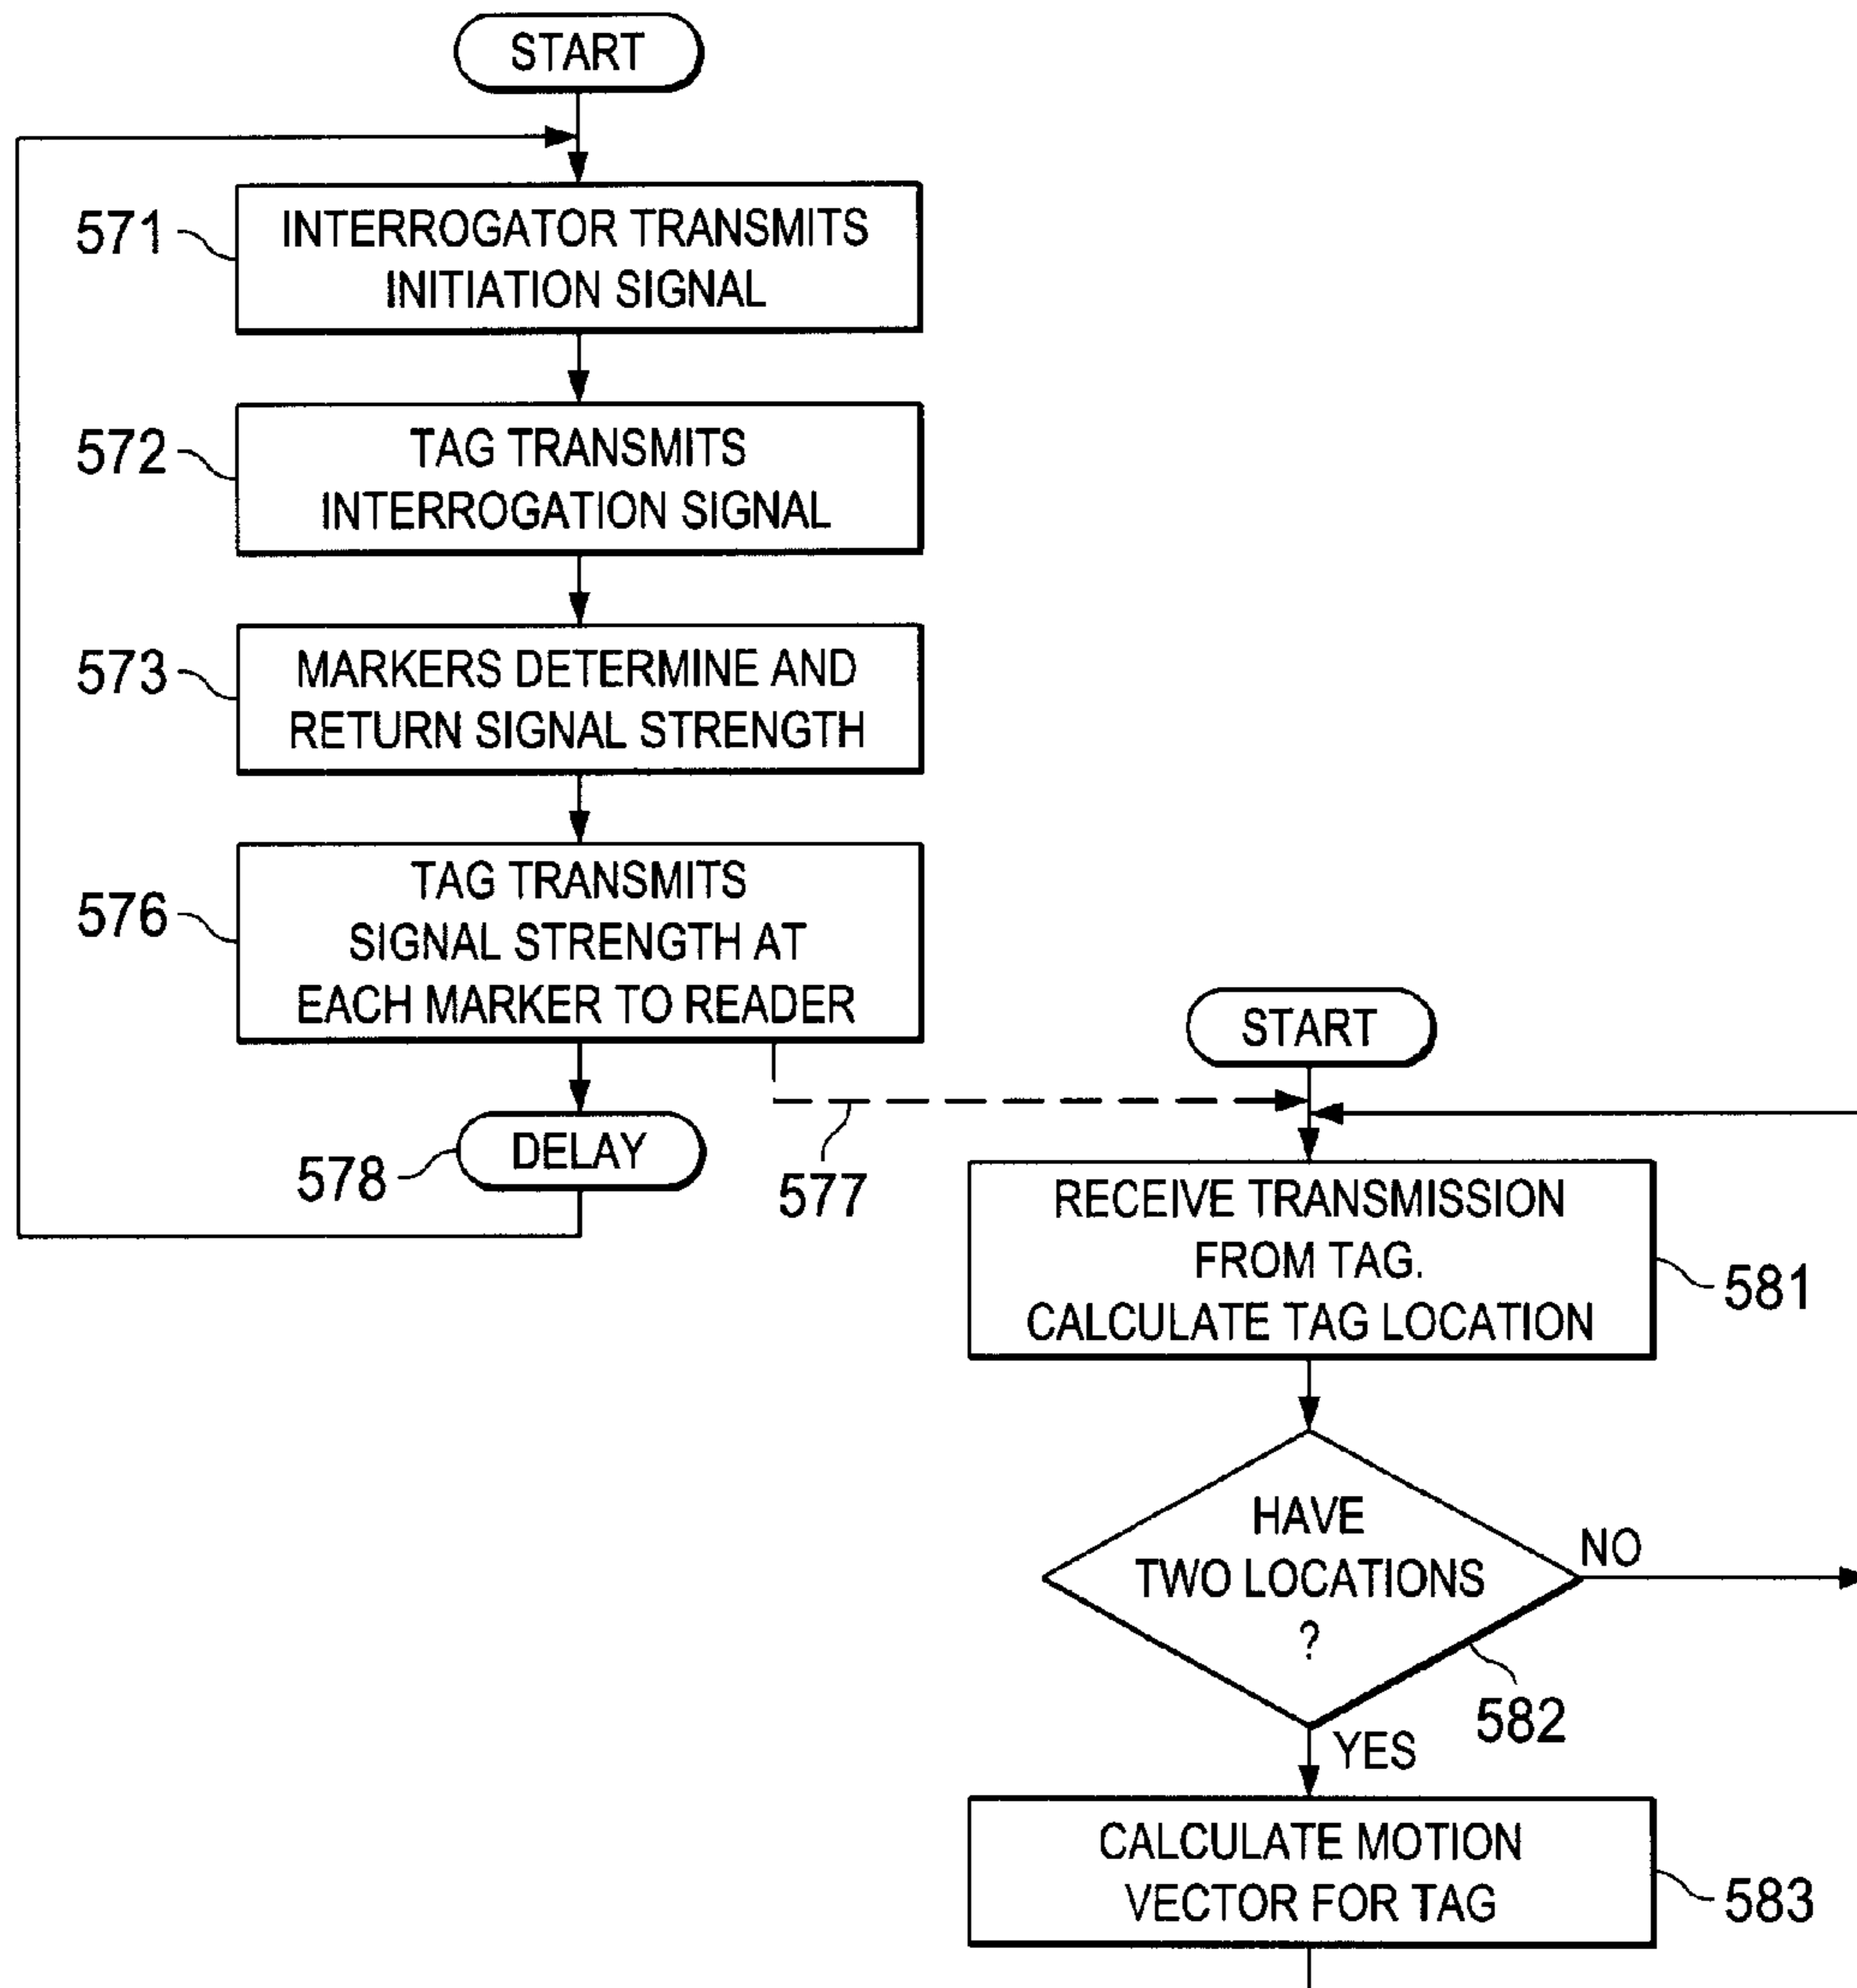 START
571
INTERROGATOR TRANSMITS
INITIATION SIGNAL
572
TAG TRANSMITS
INTERROGATION SIGNAL
573
MARKERS DETERMINE AND
RETURN SIGNAL STRENGTH
576
TAG TRANSMITS
SIGNAL STRENGTH AT
EACH MARKER TO READER
578
DELAY
577
START
RECEIVE TRANSMISSION
FROM TAG.
CALCULATE TAG LOCATION
581
HAVE
TWO LOCATIONS
?
NO
582
YES
CALCULATE MOTION
VECTOR FOR TAG
583